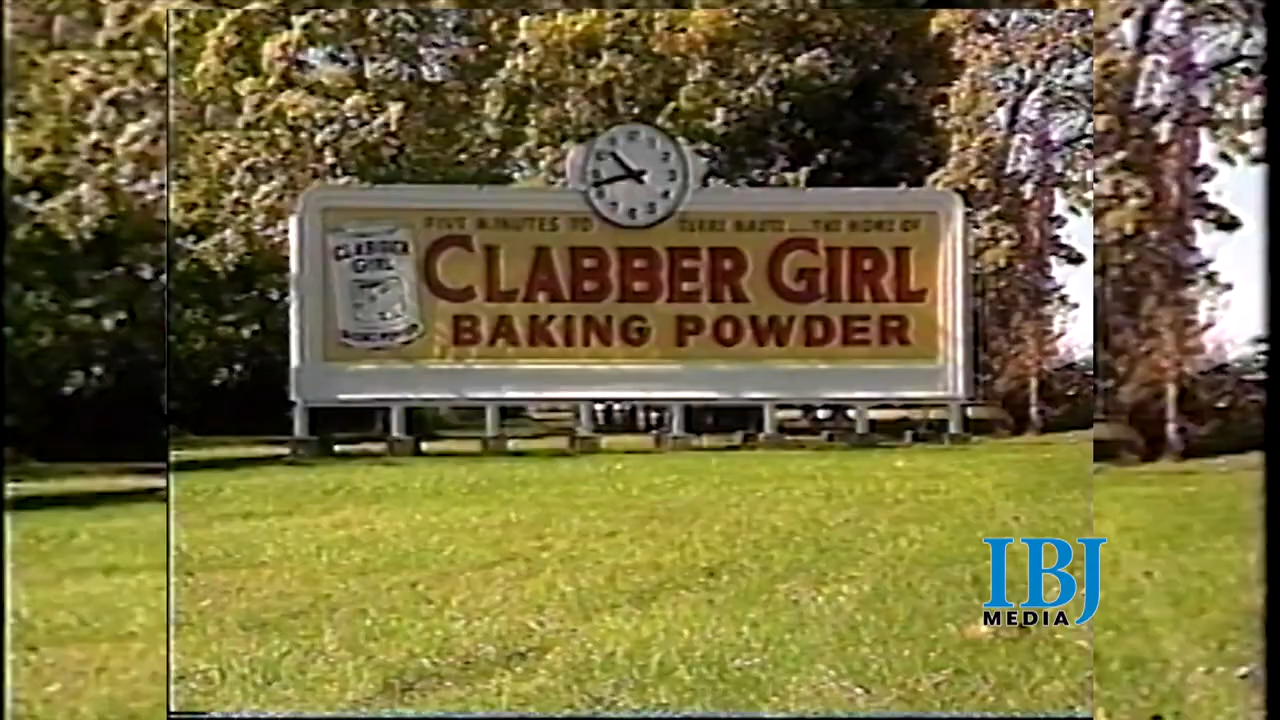 FIVE MINUTES TO TERRE HAUTE....THE HOME OF
CLABBER GIRL
BAKING POWDER
CLABBER
GIRL
IBJ
MEDIA